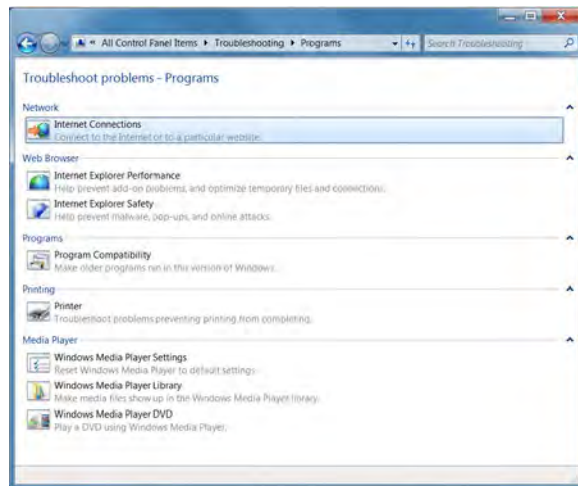 « All Control Panel Items ▸ Troubleshooting ▸ Programs
Search Troubleshooting
Troubleshoot problems - Programs
Network
Internet Connections
Connect to the Internet or to a particular website.
Web Browser
Internet Explorer Performance
Help prevent add-on problems, and optimize temporary files and connections.
Internet Explorer Safety
Help prevent malware, pop-ups, and online attacks.
Programs
Program Compatibility
Make older programs run in this version of Windows.
Printing
Printer
Troubleshoot problems preventing printing from completing.
Media Player
Windows Media Player Settings
Reset Windows Media Player to default settings.
Windows Media Player Library
Make media files show up in the Windows Media Player library.
Windows Media Player DVD
Play a DVD using Windows Media Player.